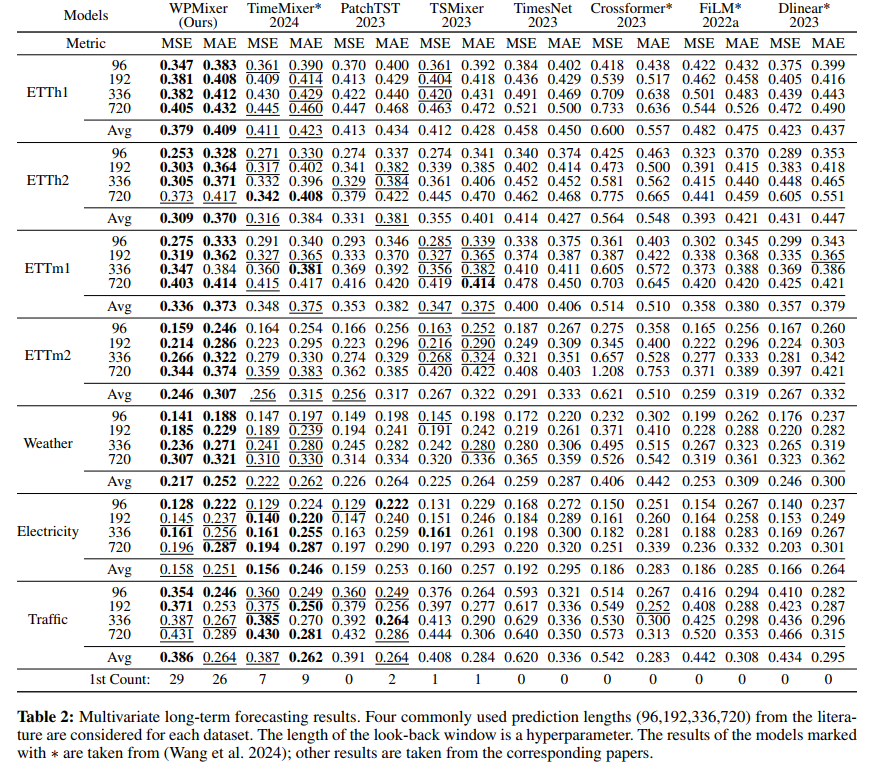 Models WPMixer (Ours) TimeMixer* 2024 PatchTST 2023 TSMixer 2023 TimesNet 2023 Crossformer* 2023 FiLM* 2022a Dlinear* 2023
Metric MSE MAE MSE MAE MSE MAE MSE MAE MSE MAE MSE MAE MSE MAE MSE MAE
ETTh1
96 0.347 0.383 0.361 0.390 0.370 0.400 0.361 0.392 0.384 0.402 0.418 0.438 0.422 0.432 0.375 0.399
192 0.381 0.408 0.409 0.414 0.413 0.429 0.404 0.418 0.436 0.429 0.539 0.517 0.462 0.458 0.405 0.416
336 0.382 0.412 0.430 0.429 0.422 0.440 0.420 0.431 0.491 0.469 0.709 0.638 0.501 0.483 0.439 0.443
720 0.405 0.432 0.445 0.460 0.447 0.468 0.463 0.472 0.521 0.500 0.733 0.636 0.544 0.526 0.472 0.490
Avg 0.379 0.409 0.411 0.423 0.413 0.434 0.412 0.428 0.458 0.450 0.600 0.557 0.482 0.475 0.423 0.437
ETTh2
96 0.253 0.328 0.271 0.330 0.274 0.337 0.274 0.341 0.340 0.374 0.425 0.463 0.323 0.370 0.289 0.353
192 0.303 0.364 0.317 0.402 0.341 0.382 0.339 0.385 0.402 0.414 0.473 0.500 0.391 0.415 0.383 0.418
336 0.305 0.371 0.332 0.396 0.329 0.384 0.361 0.406 0.452 0.452 0.581 0.562 0.415 0.440 0.448 0.465
720 0.373 0.417 0.342 0.408 0.379 0.422 0.445 0.470 0.462 0.468 0.775 0.665 0.441 0.459 0.605 0.551
Avg 0.309 0.370 0.316 0.384 0.331 0.381 0.355 0.401 0.414 0.427 0.564 0.548 0.393 0.421 0.431 0.447
ETTm1
96 0.275 0.333 0.291 0.340 0.293 0.346 0.285 0.339 0.338 0.375 0.361 0.403 0.302 0.345 0.299 0.343
192 0.319 0.362 0.327 0.365 0.333 0.370 0.327 0.365 0.374 0.387 0.387 0.422 0.338 0.368 0.335 0.365
336 0.347 0.384 0.360 0.381 0.369 0.392 0.356 0.382 0.410 0.411 0.605 0.572 0.373 0.388 0.369 0.386
720 0.403 0.414 0.415 0.417 0.416 0.420 0.419 0.414 0.478 0.450 0.703 0.645 0.420 0.420 0.425 0.421
Avg 0.336 0.373 0.348 0.375 0.353 0.382 0.347 0.375 0.400 0.406 0.514 0.510 0.358 0.380 0.357 0.379
ETTm2
96 0.159 0.246 0.164 0.254 0.166 0.256 0.163 0.252 0.187 0.267 0.275 0.358 0.165 0.256 0.167 0.260
192 0.214 0.286 0.223 0.295 0.223 0.296 0.216 0.290 0.249 0.309 0.345 0.400 0.222 0.296 0.224 0.303
336 0.266 0.322 0.279 0.330 0.274 0.329 0.268 0.324 0.321 0.351 0.657 0.528 0.277 0.333 0.281 0.342
720 0.344 0.374 0.359 0.383 0.362 0.385 0.420 0.422 0.408 0.403 1.208 0.753 0.371 0.389 0.397 0.421
Avg 0.246 0.307 .256 0.315 0.256 0.317 0.267 0.322 0.291 0.333 0.621 0.510 0.259 0.319 0.267 0.332
Weather
96 0.141 0.188 0.147 0.197 0.149 0.198 0.145 0.198 0.172 0.220 0.232 0.302 0.199 0.262 0.176 0.237
192 0.185 0.229 0.189 0.239 0.194 0.241 0.191 0.242 0.219 0.261 0.371 0.410 0.228 0.288 0.220 0.282
336 0.236 0.271 0.241 0.280 0.245 0.282 0.242 0.280 0.280 0.306 0.495 0.515 0.267 0.323 0.265 0.319
720 0.307 0.321 0.310 0.330 0.314 0.334 0.320 0.336 0.365 0.359 0.526 0.542 0.319 0.361 0.323 0.362
Avg 0.217 0.252 0.222 0.262 0.226 0.264 0.225 0.264 0.259 0.287 0.406 0.442 0.253 0.309 0.246 0.300
Electricity
96 0.128 0.222 0.129 0.224 0.129 0.222 0.131 0.229 0.168 0.272 0.150 0.251 0.154 0.267 0.140 0.237
192 0.145 0.237 0.140 0.220 0.147 0.240 0.151 0.246 0.184 0.289 0.161 0.260 0.164 0.258 0.153 0.249
336 0.161 0.256 0.161 0.255 0.163 0.259 0.161 0.261 0.198 0.300 0.182 0.281 0.188 0.283 0.169 0.267
720 0.196 0.287 0.194 0.287 0.197 0.290 0.197 0.293 0.220 0.320 0.251 0.339 0.236 0.332 0.203 0.301
Avg 0.158 0.251 0.156 0.246 0.159 0.253 0.160 0.257 0.192 0.295 0.186 0.283 0.186 0.285 0.166 0.264
Traffic
96 0.354 0.246 0.360 0.249 0.360 0.249 0.376 0.264 0.593 0.321 0.514 0.267 0.416 0.294 0.410 0.282
192 0.371 0.253 0.375 0.250 0.379 0.256 0.397 0.277 0.617 0.336 0.549 0.252 0.408 0.288 0.423 0.287
336 0.387 0.267 0.385 0.270 0.392 0.264 0.413 0.290 0.629 0.336 0.530 0.300 0.425 0.298 0.436 0.296
720 0.431 0.289 0.430 0.281 0.432 0.286 0.444 0.306 0.640 0.350 0.573 0.313 0.520 0.353 0.466 0.315
Avg 0.386 0.264 0.387 0.262 0.391 0.264 0.408 0.284 0.620 0.336 0.542 0.283 0.442 0.308 0.434 0.295
1st Count: 29 26 7 9 0 2 1 1 0 0 0 0 0 0 0 0
Table 2: Multivariate long-term forecasting results. Four commonly used prediction lengths (96,192,336,720) from the litera-
ture are considered for each dataset. The length of the look-back window is a hyperparameter. The results of the models marked
with * are taken from (Wang et al. 2024); other results are taken from the corresponding papers.